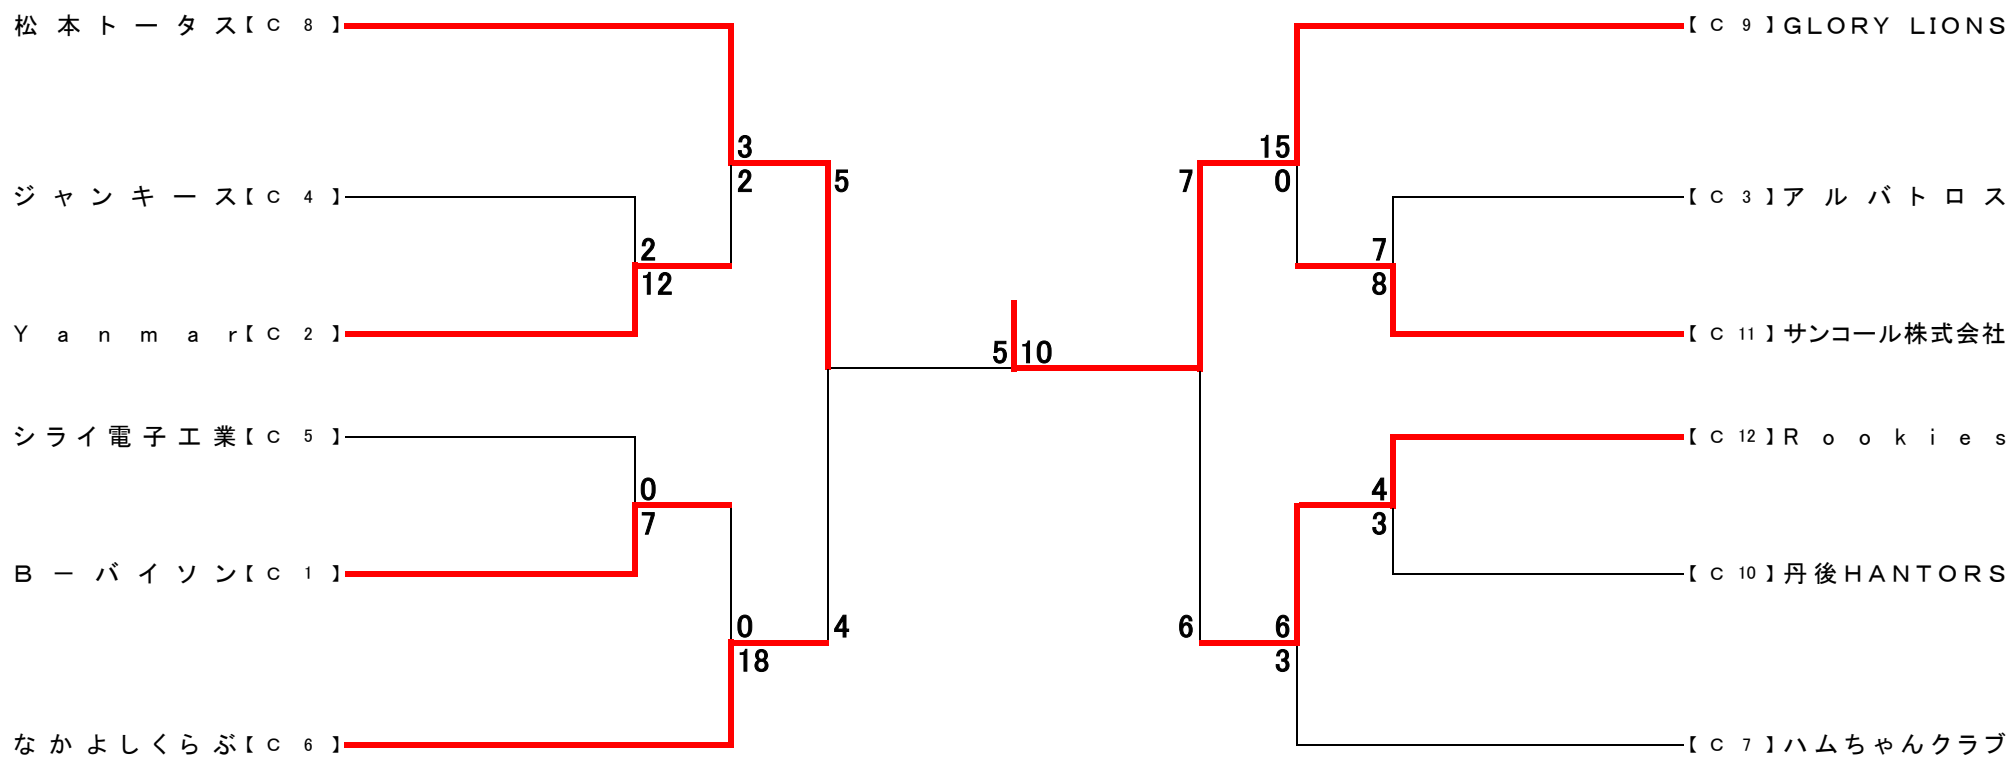 松本トータス【 C 8 】
【 C 9 】GLORY LIONS
3
15
2
5
7
0
ジャンキース【 C 4 】
【 C 3 】アルバトロス
2
7
12
8
Yanmar【 C 2 】
【 C 11 】サンコール株式会社
5
10
シライ電子工業【 C 5 】
【 C 12 】Rookies
0
4
7
3
B－バイソン【 C 1 】
【 C 10 】丹後HANTORS
0
4
6
6
18
3
なかよしくらぶ【 C 6 】
【 C 7 】ハムちゃんクラブ